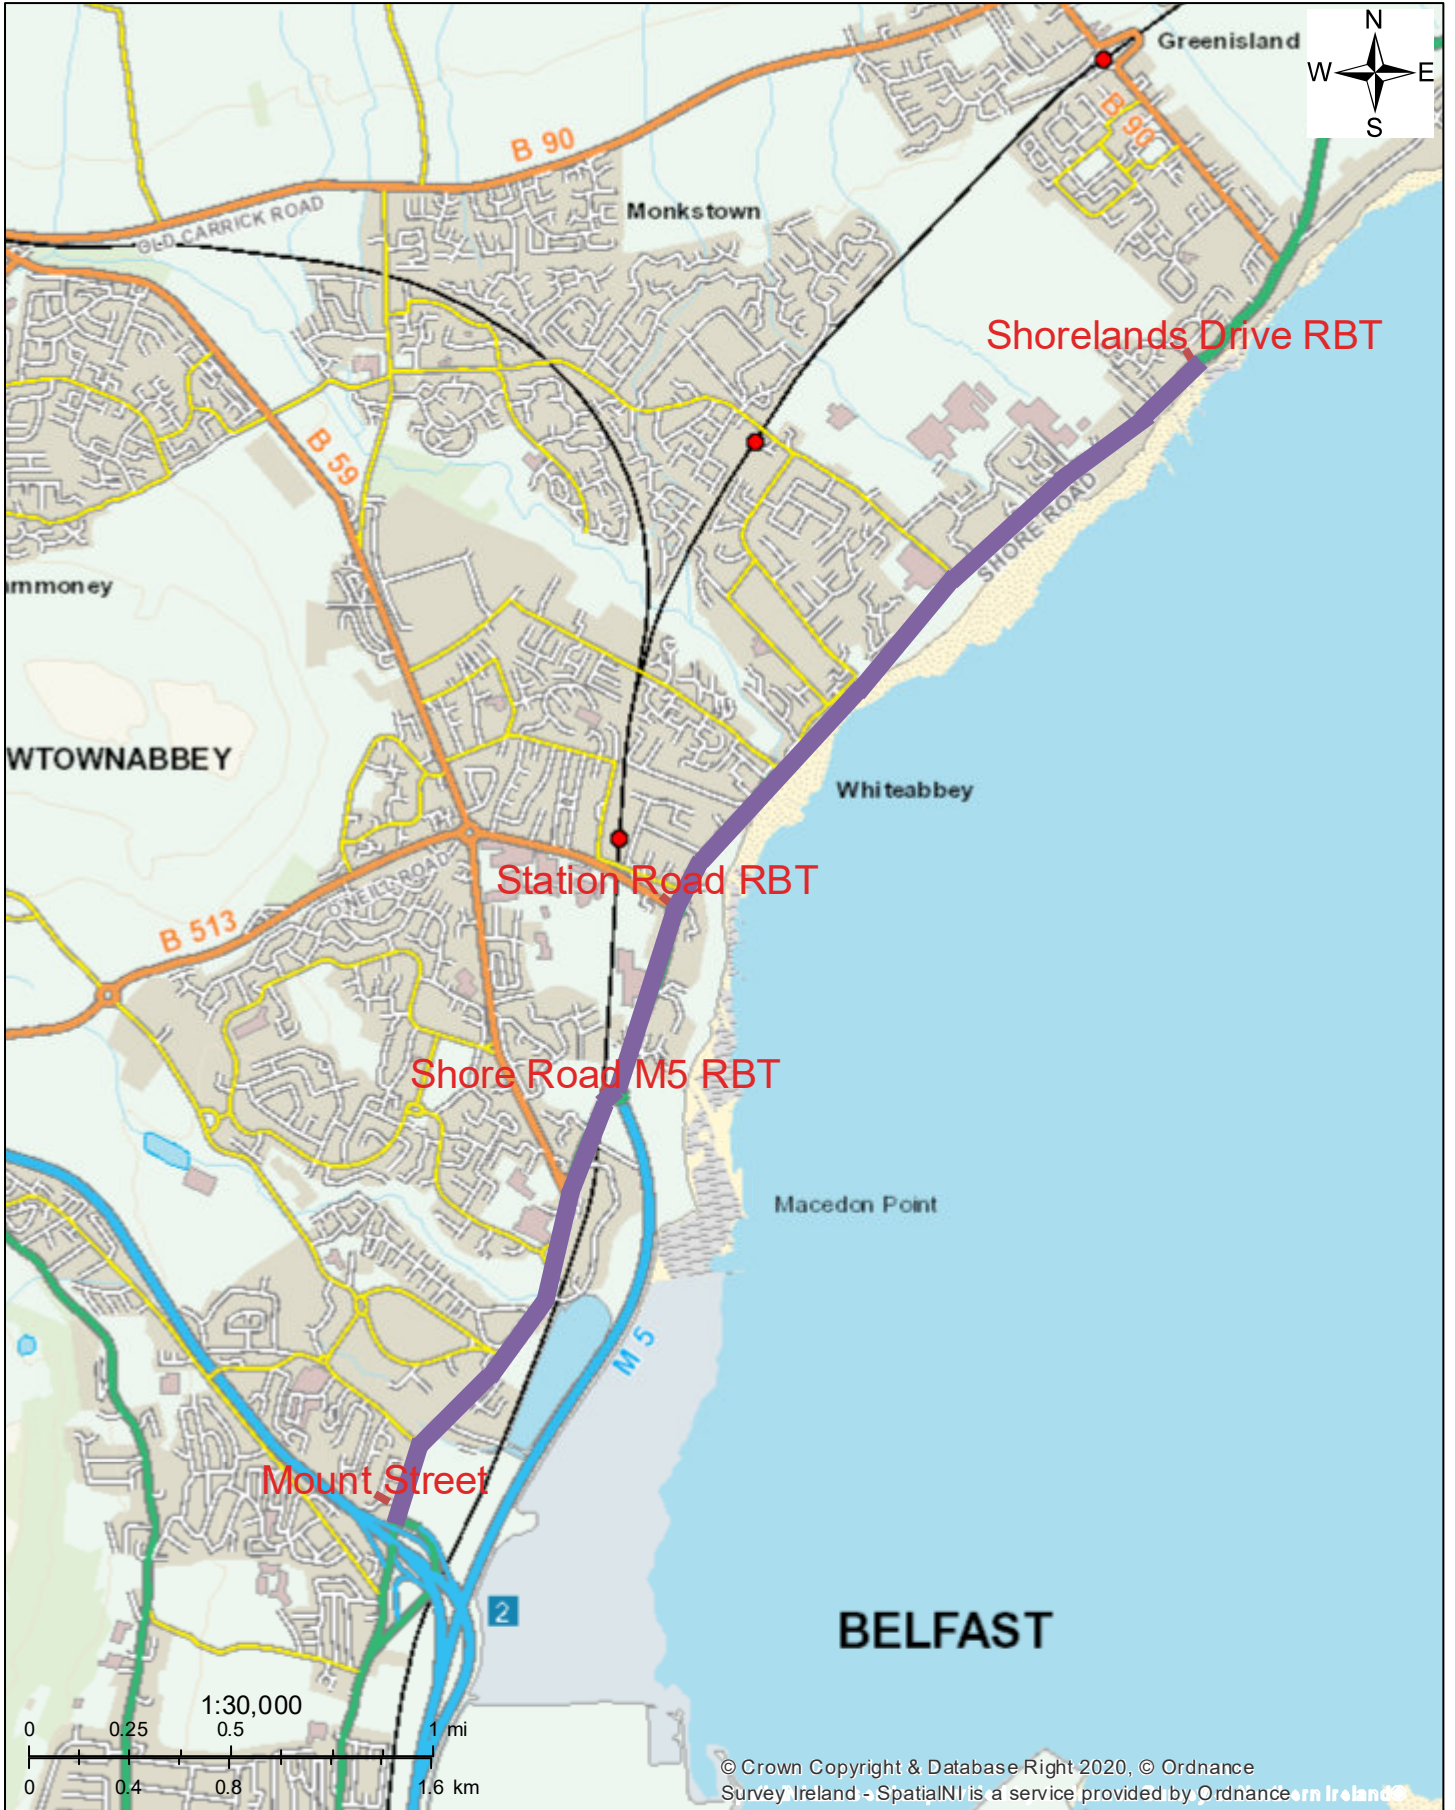 N
Greenisland
W E
S
B 90
B 90
Monkstown
OLD CARRICK ROAD
Shorelands Drive RBT
B 59
SHORE ROAD
mmoney
WTOWNABBEY
Whiteabbey
Station Road RBT
O'NEILL ROAD
B 513
Shore Road M5 RBT
Macedon Point
M 5
Mount Street
2
BELFAST
1:30,000
0 0.25 0.5 1 mi
0 0.4 0.8 1.6 km
© Crown Copyright & Database Right 2020, © Ordnance
Survey Ireland - SpatialNI is a service provided by Ordnance